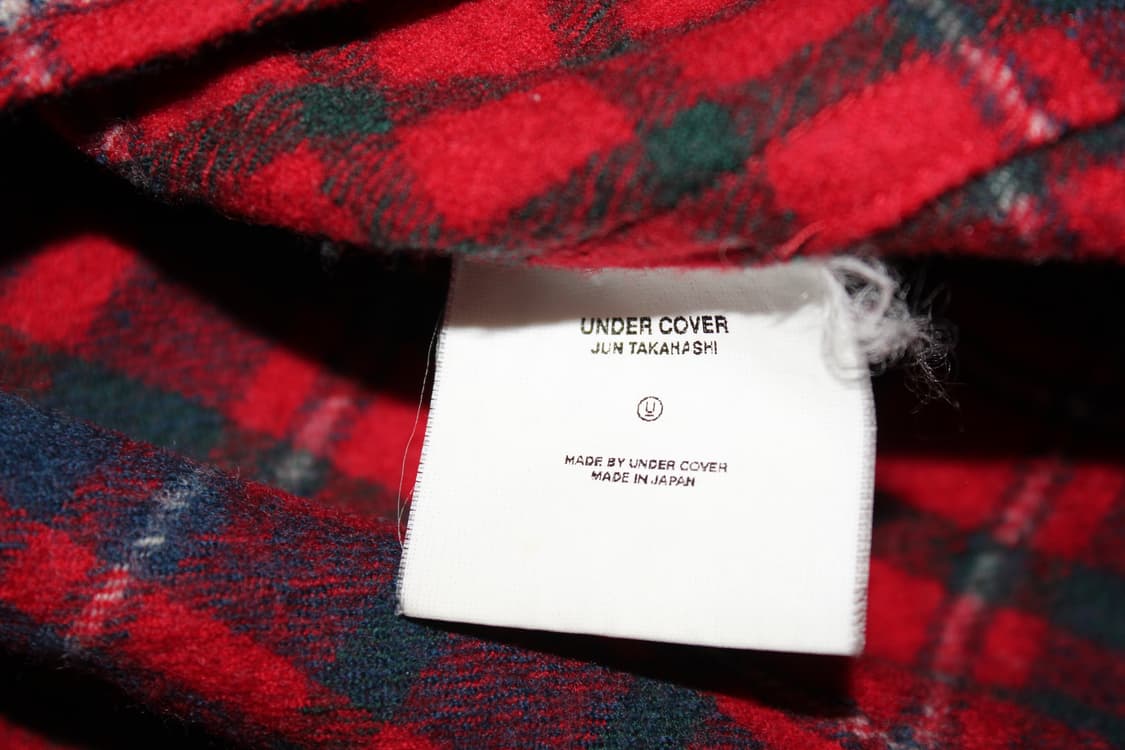 UNDER COVER
JUN TAKAHASHI
U
MADE BY UNDER COVER
MADE IN JAPAN